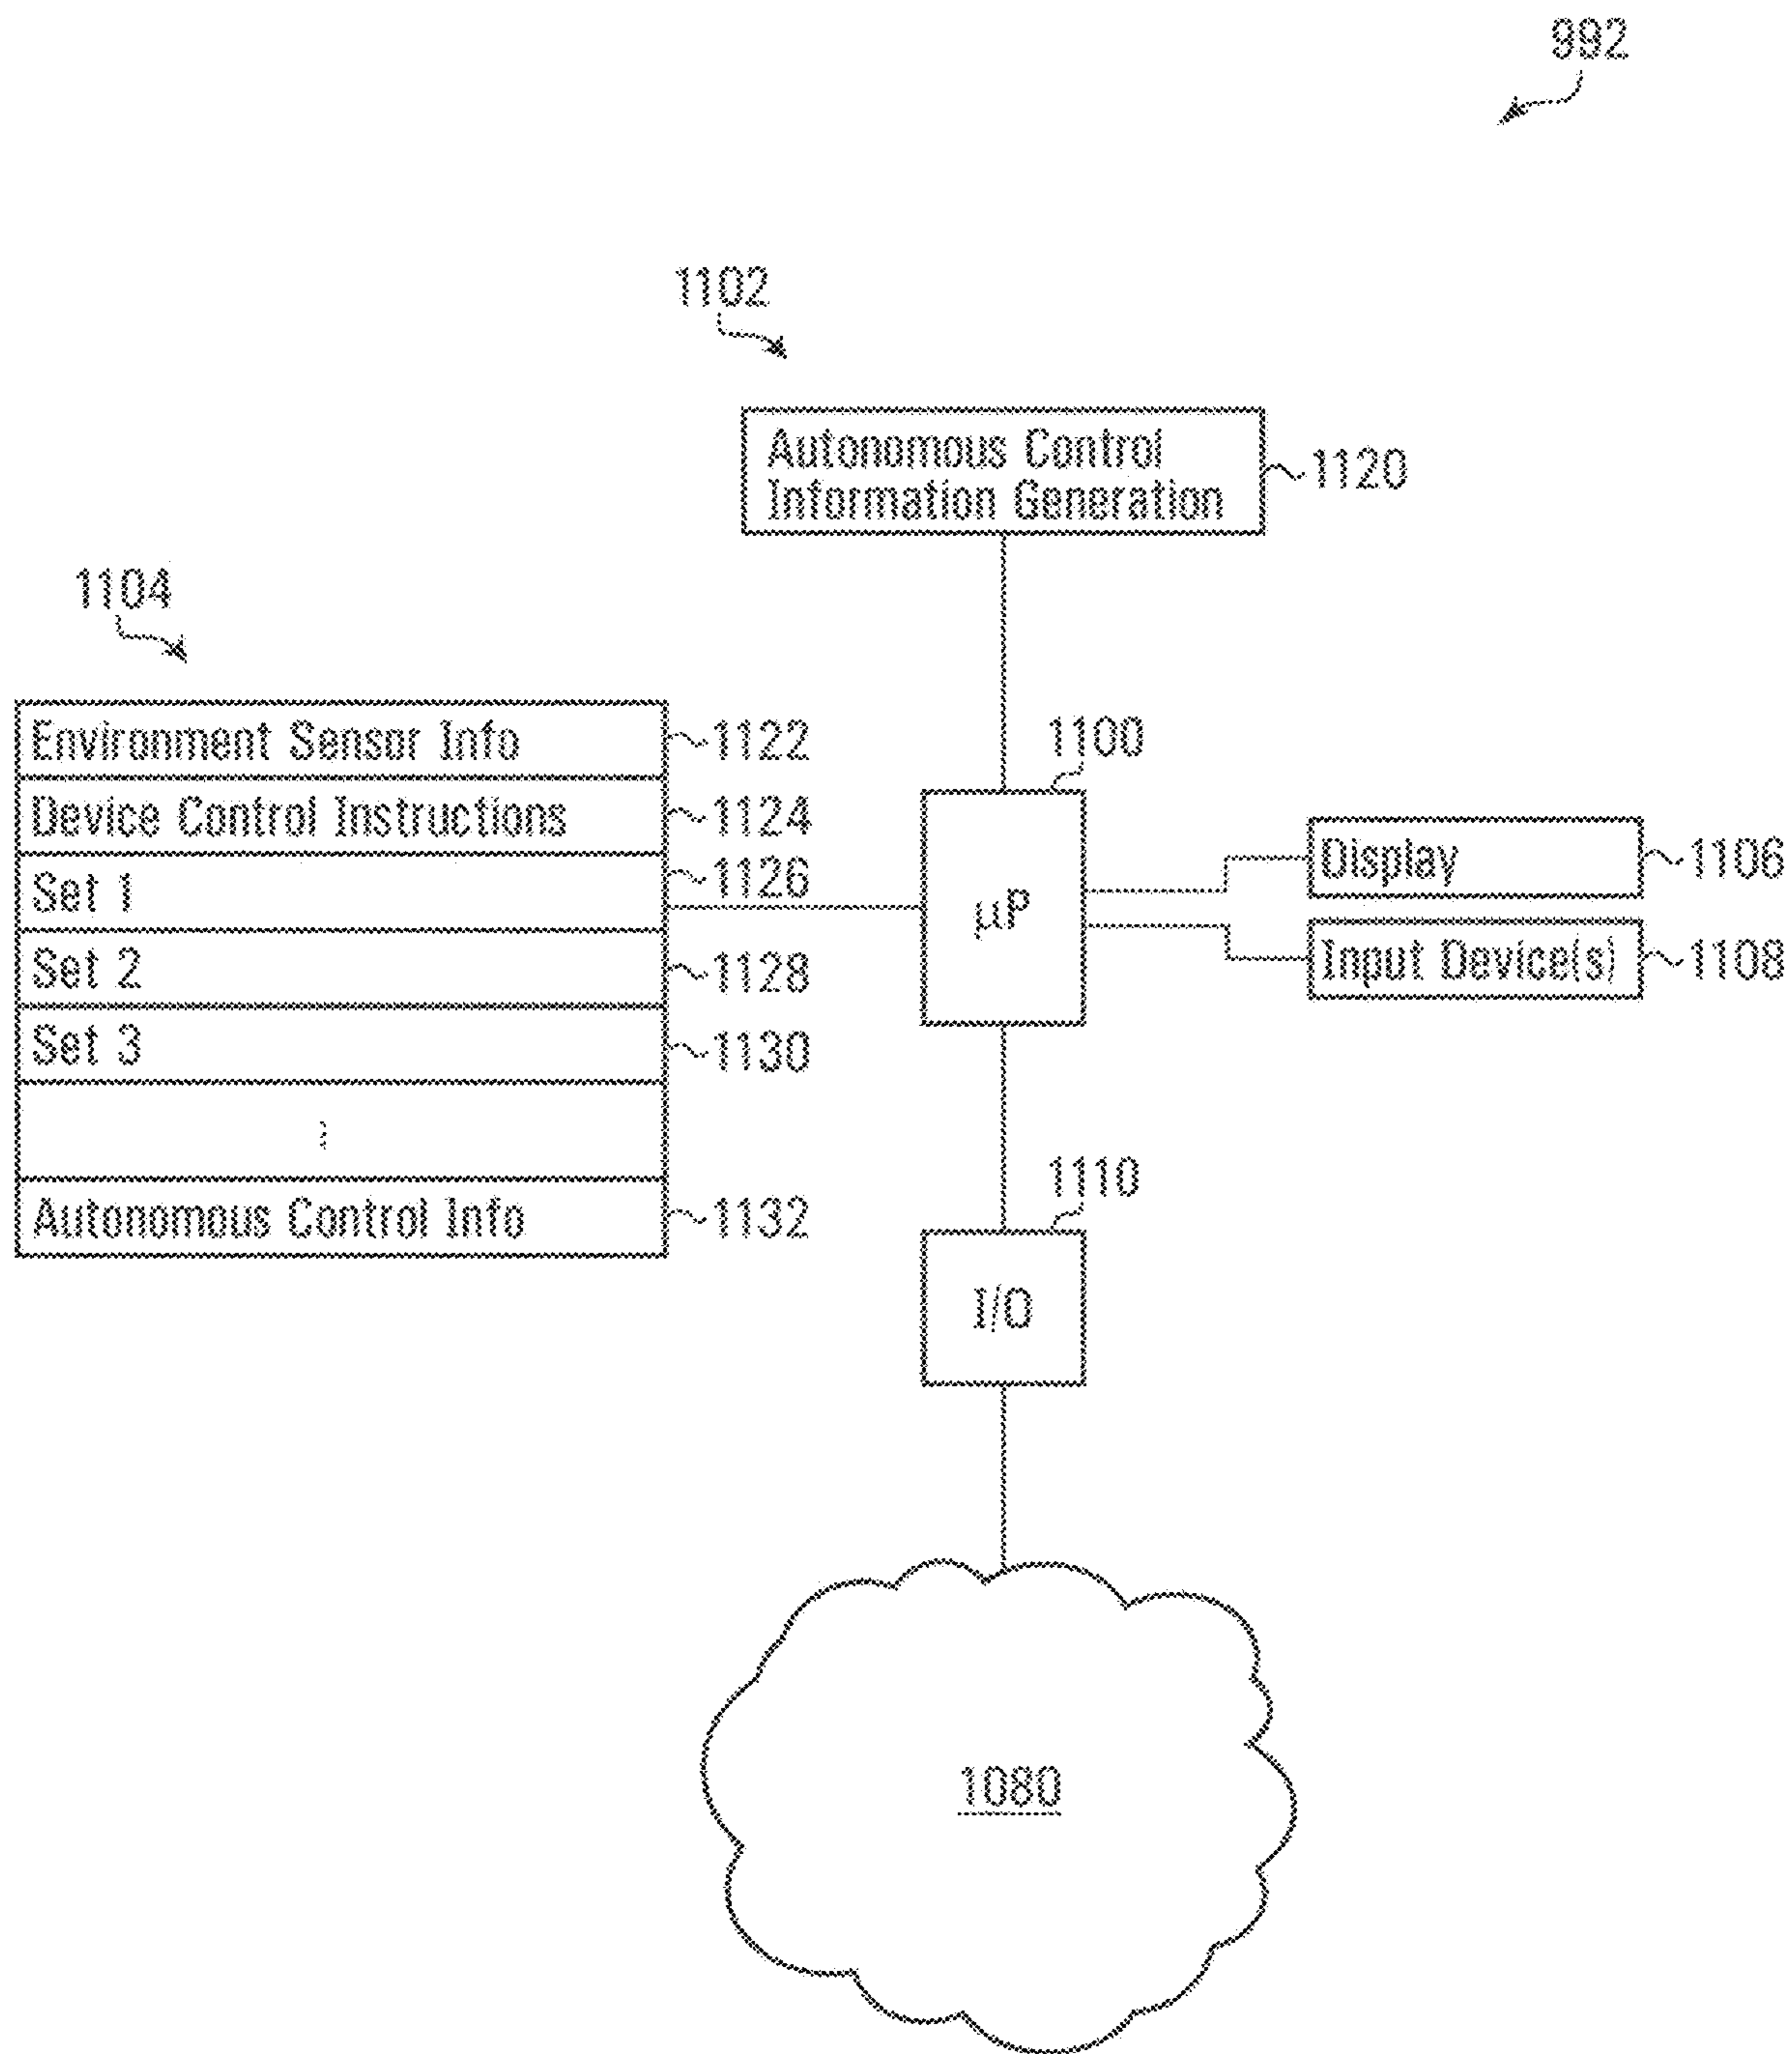 992
1102
Autonomous Control
Information Generation
1120
1104
Environment Sensor Info
1122
Device Control Instructions
1124
Set 1
1126
Set 2
1128
Set 3
1130
⋮
Autonomous Control Info
1132
1100
µP
Display
1106
Input Device(s)
1108
1110
I/O
1080